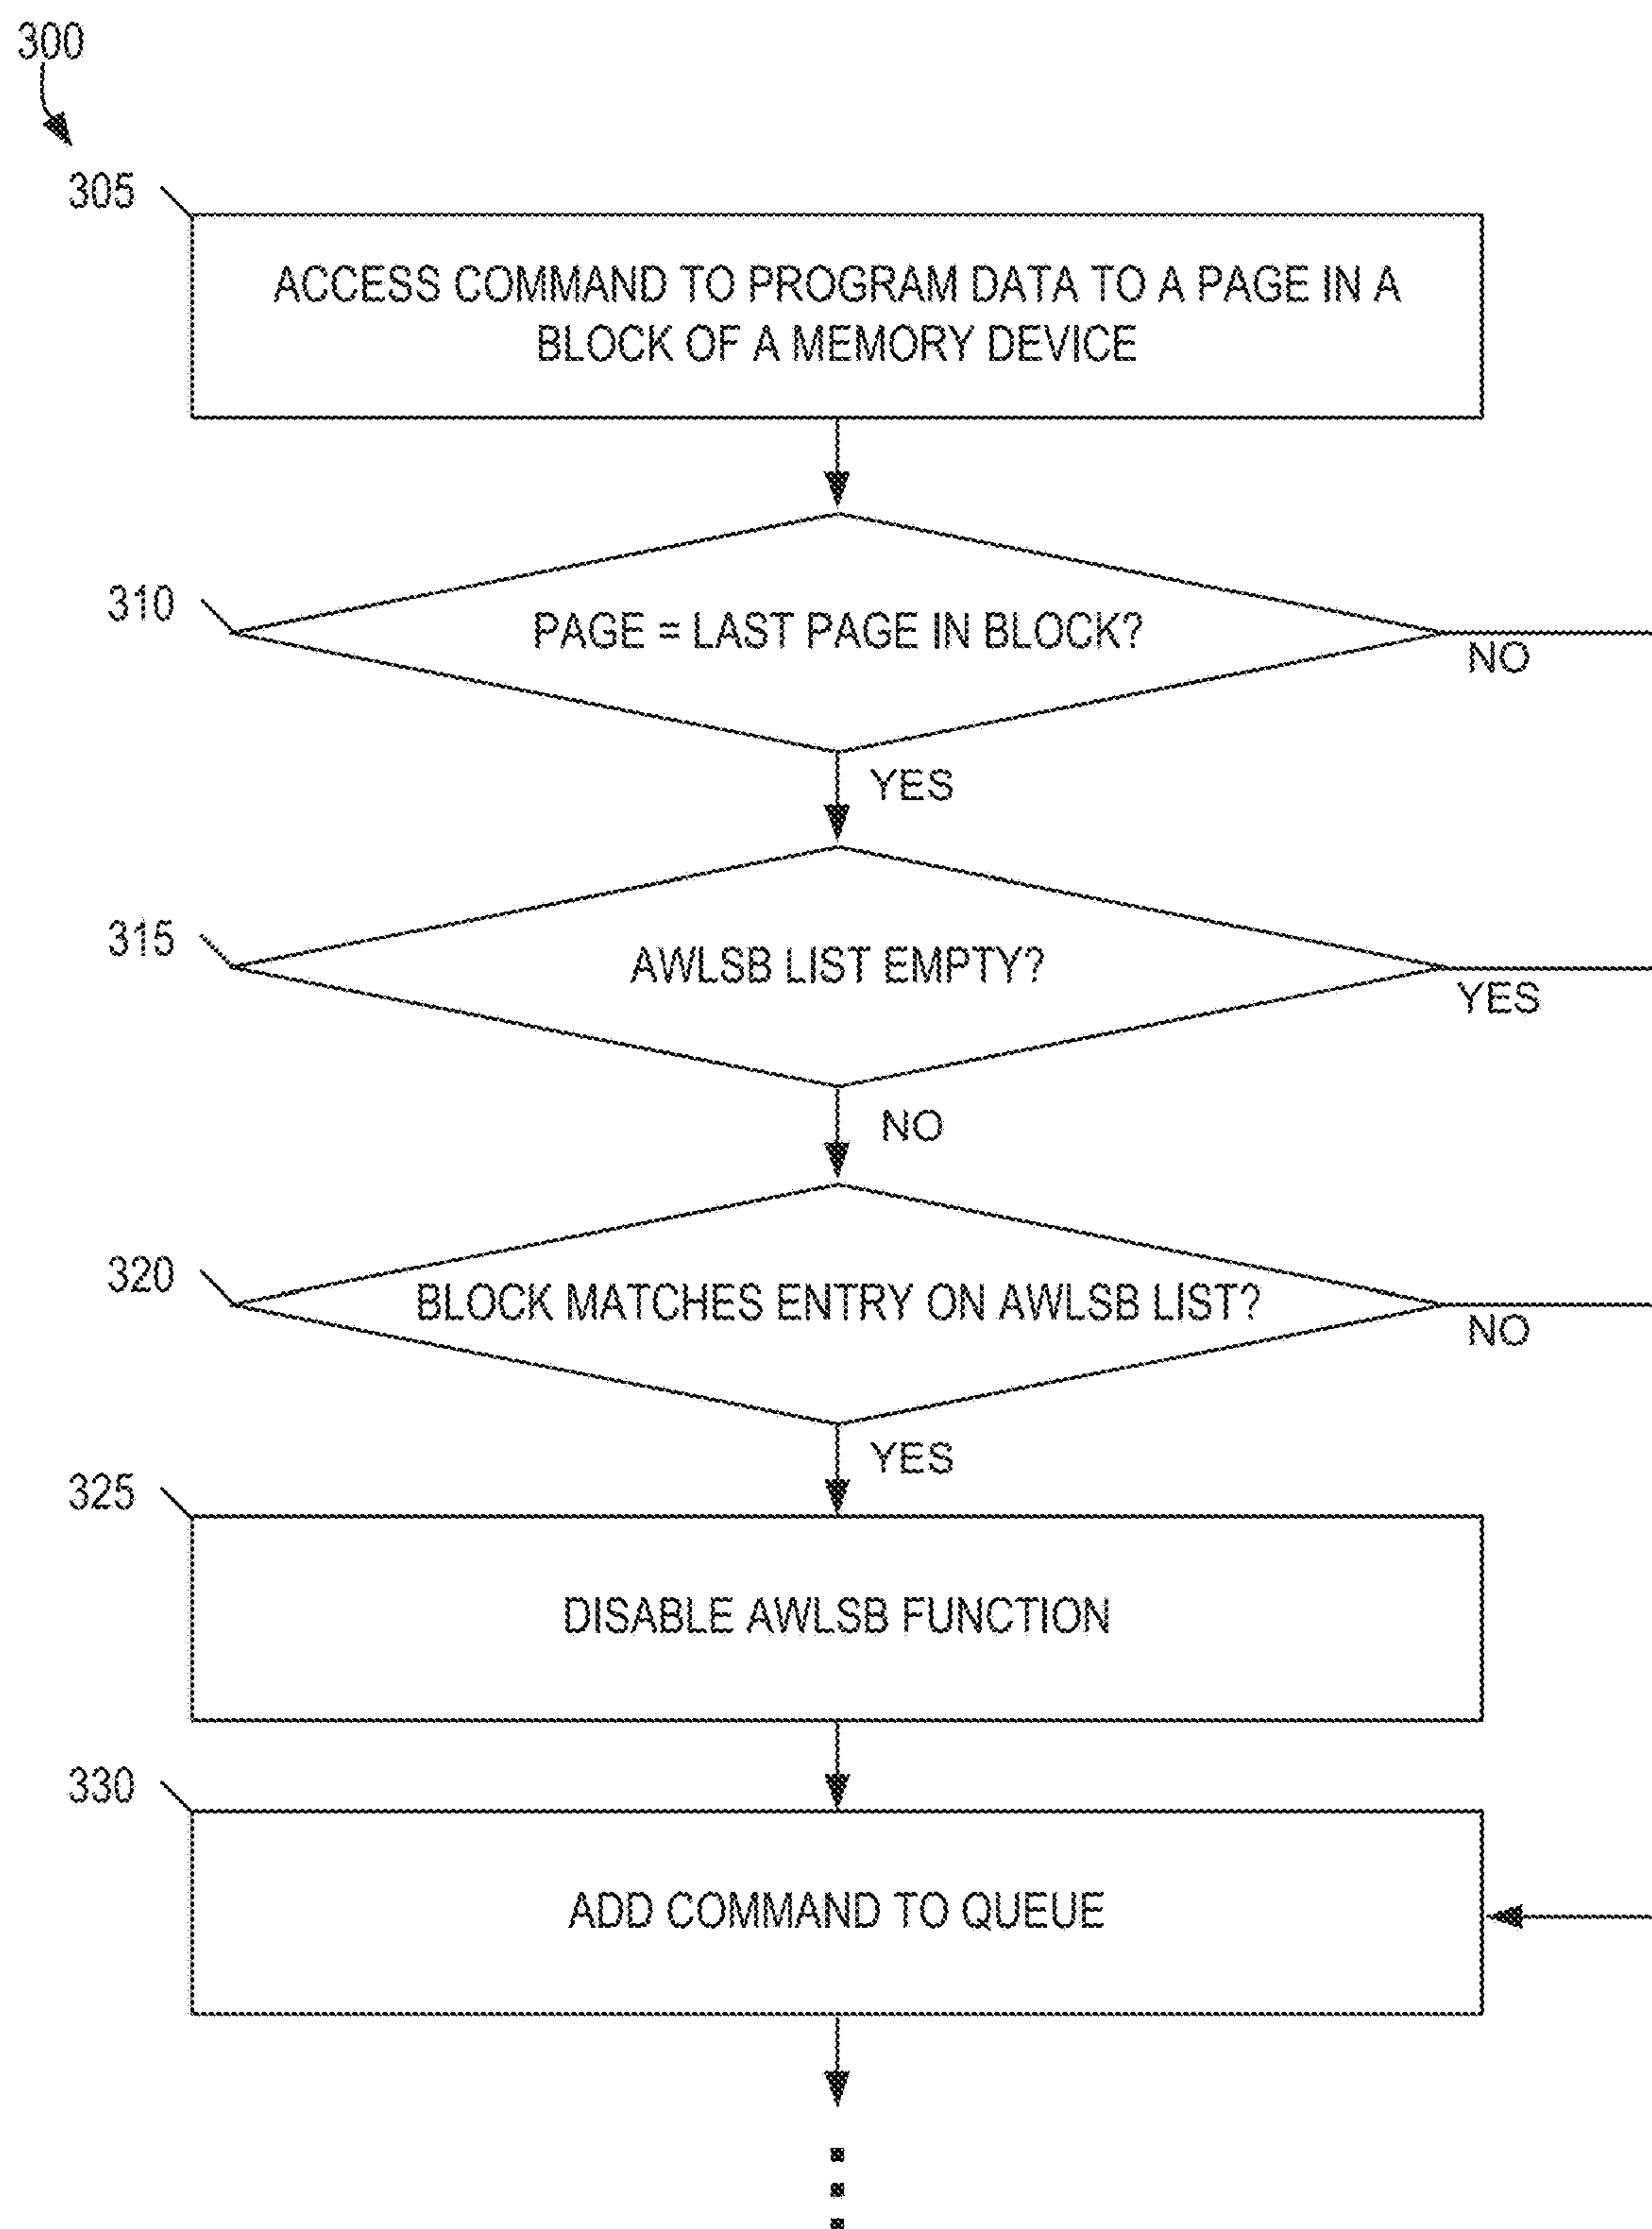 300
305
ACCESS COMMAND TO PROGRAM DATA TO A PAGE IN A
BLOCK OF A MEMORY DEVICE
310
PAGE = LAST PAGE IN BLOCK?
NO
YES
315
AWLSB LIST EMPTY?
YES
NO
320
BLOCK MATCHES ENTRY ON AWLSB LIST?
NO
YES
325
DISABLE AWLSB FUNCTION
330
ADD COMMAND TO QUEUE